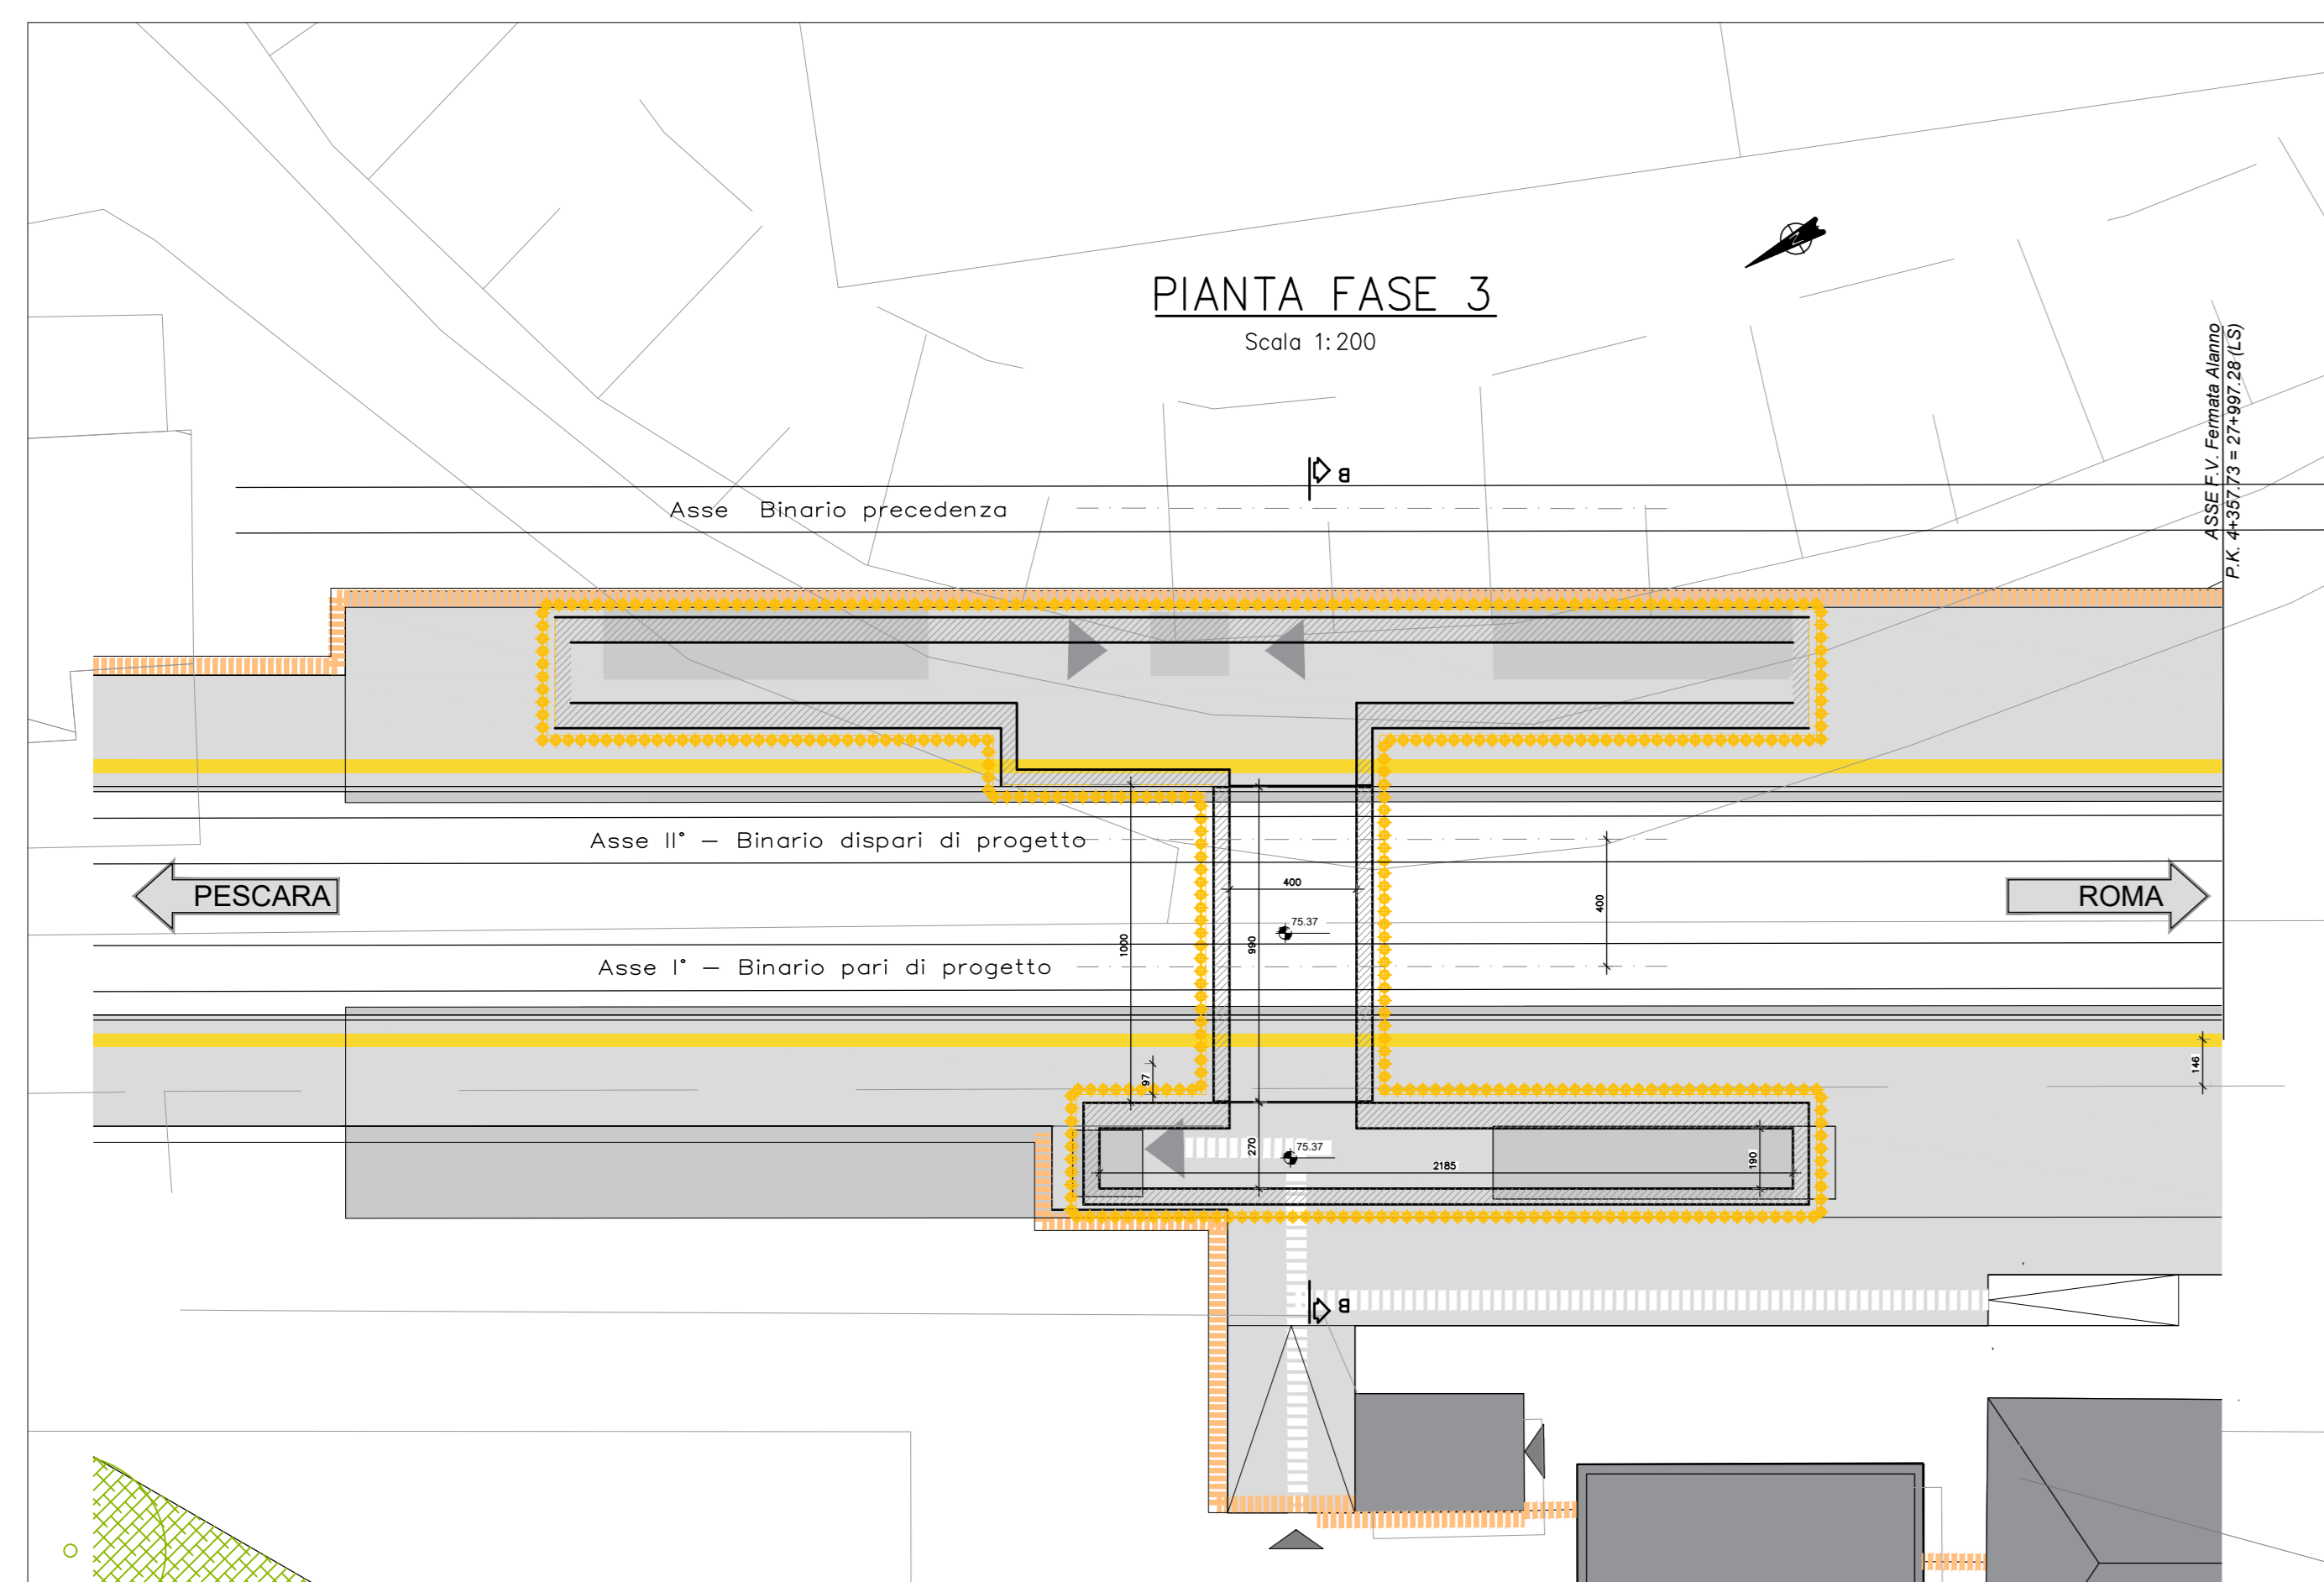 PIANTA FASE 3
Scala 1:200
ASSE F.V. Fermata Alanno
P.K. 4+357.73 = 27+997.28 (LS)
B
Asse Binario precedenza
Asse II° – Binario dispari di progetto
PESCARA
400
ROMA
75.37
400
1000
990
Asse I° – Binario pari di progetto
97
146
270
75.37
2185
190
B